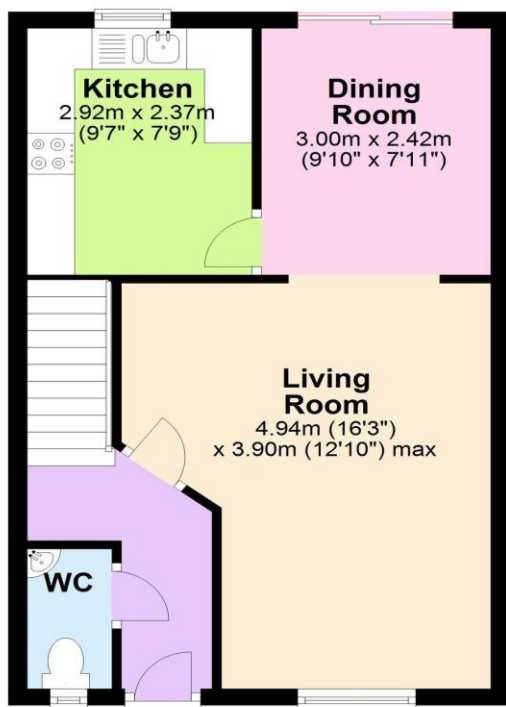 Kitchen
2.92m x 2.37m
(9'7" x 7'9")
Dining
Room
3.00m x 2.42m
(9'10" x 7'11")
Living
Room
4.94m (16'3")
x 3.90m (12'10") max
WC